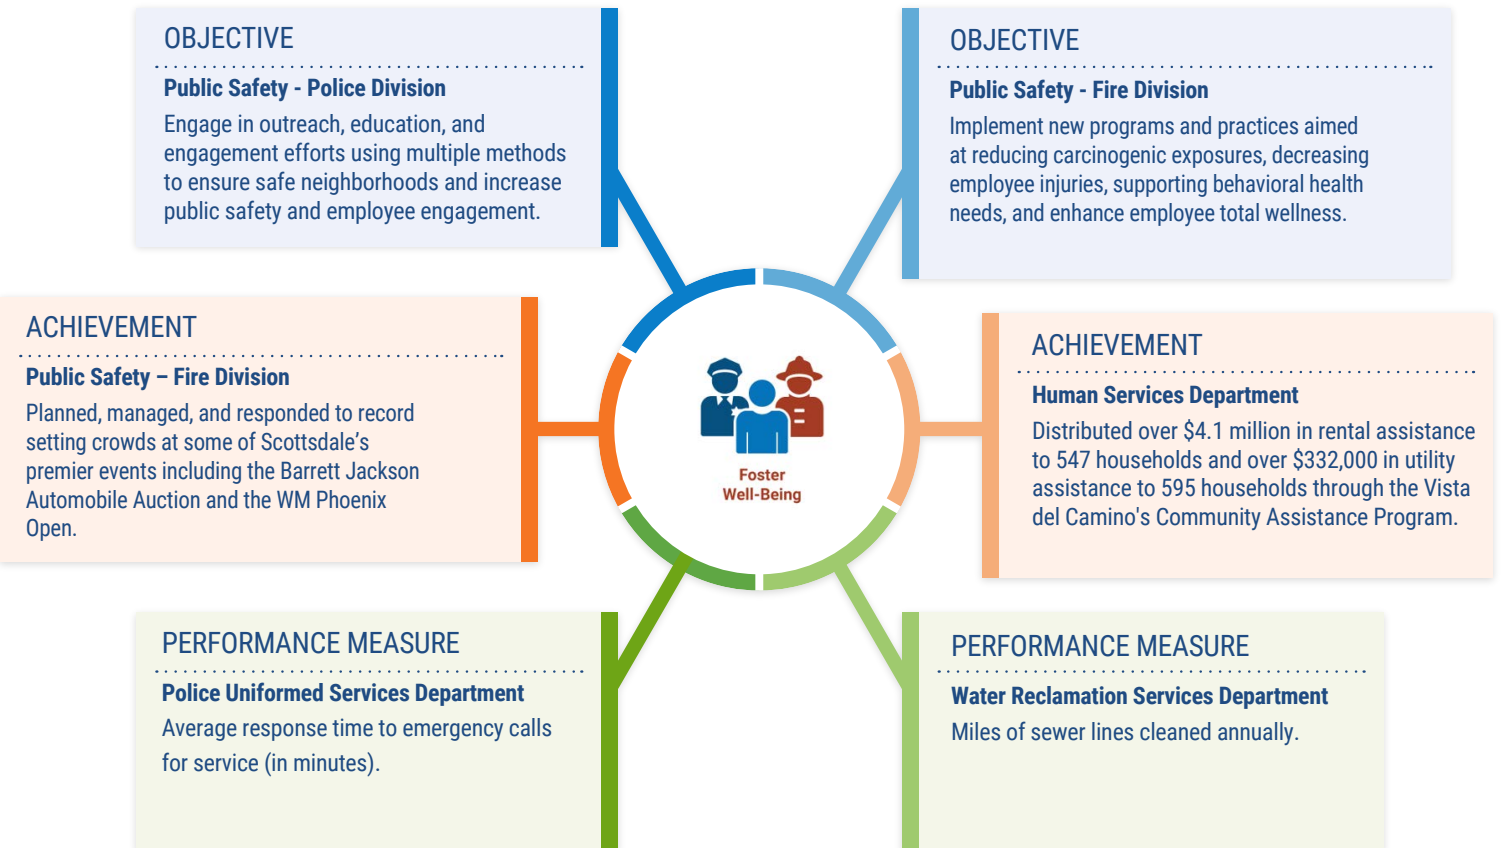 OBJECTIVE
Public Safety - Police Division
Engage in outreach, education, and
engagement efforts using multiple methods
to ensure safe neighborhoods and increase
public safety and employee engagement.
OBJECTIVE
Public Safety - Fire Division
Implement new programs and practices aimed
at reducing carcinogenic exposures, decreasing
employee injuries, supporting behavioral health
needs, and enhance employee total wellness.
ACHIEVEMENT
Public Safety – Fire Division
Planned, managed, and responded to record
setting crowds at some of Scottsdale’s
premier events including the Barrett Jackson
Automobile Auction and the WM Phoenix
Open.
Foster
Well-Being
ACHIEVEMENT
Human Services Department
Distributed over $4.1 million in rental assistance
to 547 households and over $332,000 in utility
assistance to 595 households through the Vista
del Camino's Community Assistance Program.
PERFORMANCE MEASURE
Police Uniformed Services Department
Average response time to emergency calls
for service (in minutes).
PERFORMANCE MEASURE
Water Reclamation Services Department
Miles of sewer lines cleaned annually.